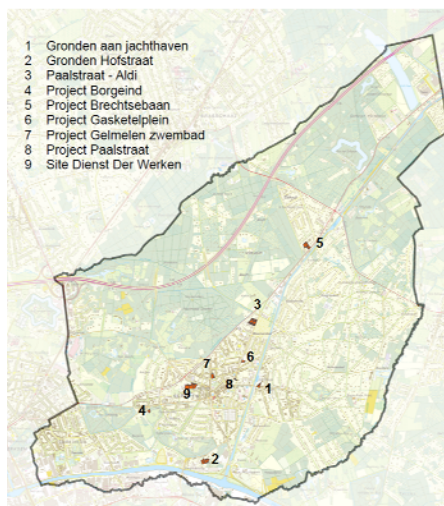 1 Gronden aan jachthaven
2 Gronden Hofstraat
3 Paalstraat - Aldi
4 Project Borgeind
5 Project Brechtsebaan
6 Project Gasketelplein
7 Project Gelmelen zwembad
8 Project Paalstraat
9 Site Dienst Der Werken
5
3
6
7
8
1
9
4
2